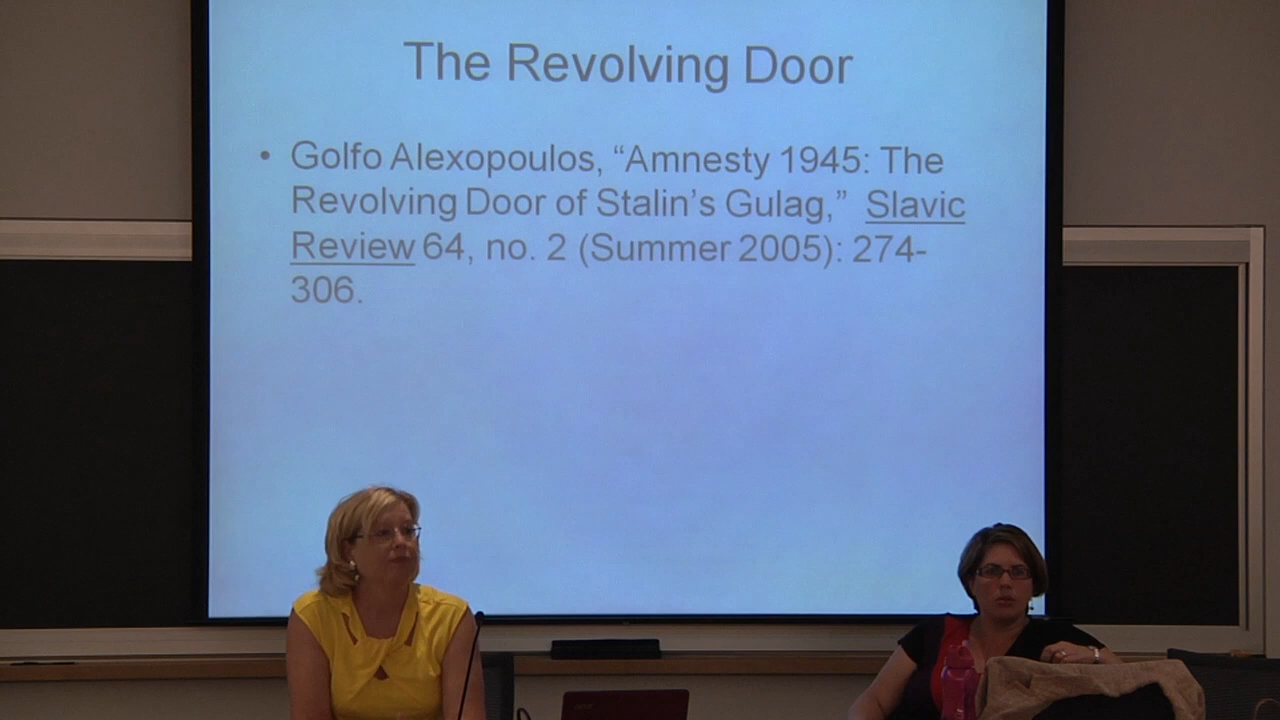 The Revolving Door
• Golfo Alexopoulos, “Amnesty 1945: The
Revolving Door of Stalin’s Gulag,” Slavic
Review 64, no. 2 (Summer 2005): 274-
306.